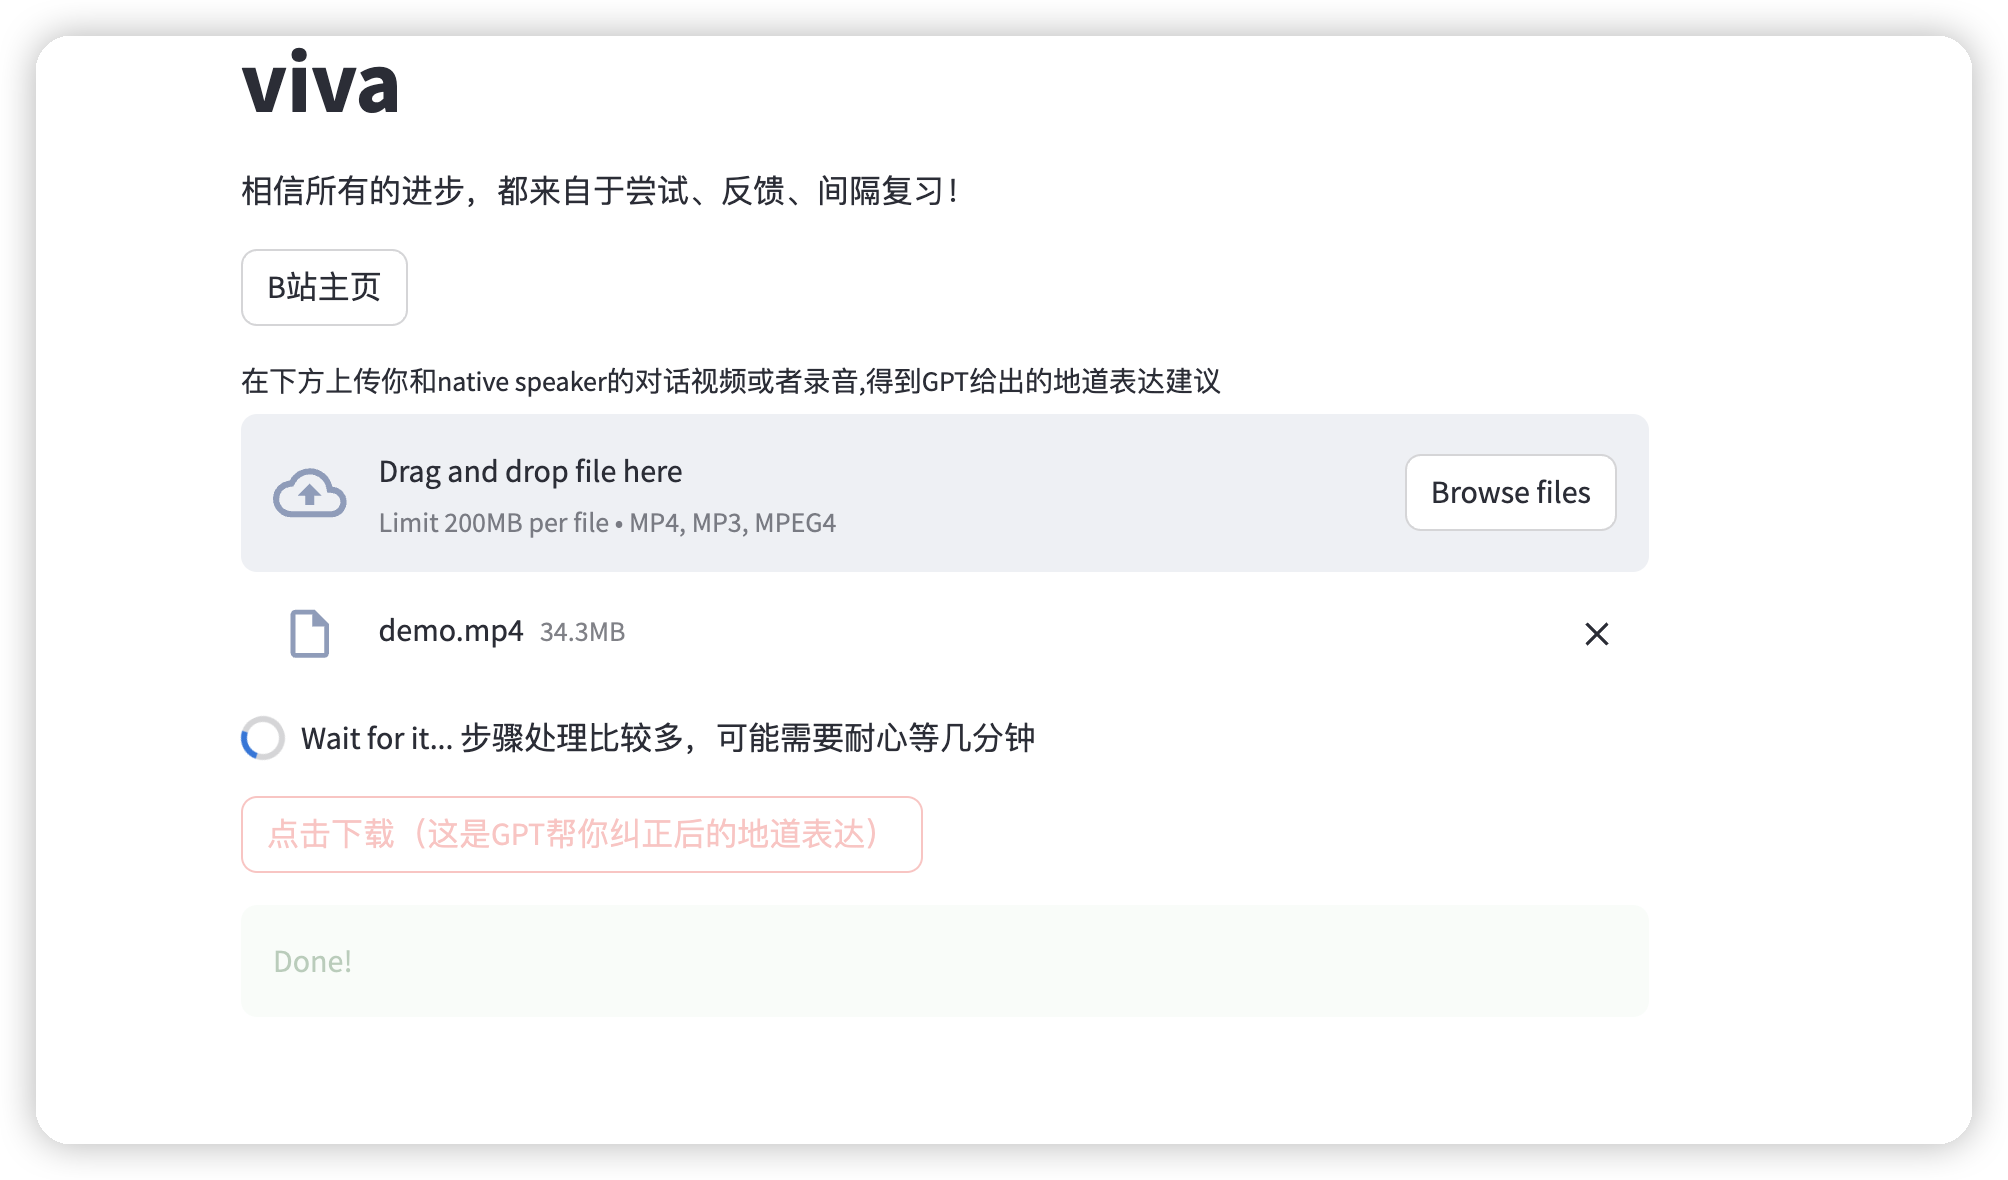 viva
相信所有的进步，都来自于尝试、反馈、间隔复习！
B站主页
在下方上传你和native speaker的对话视频或者录音,得到GPT给出的地道表达建议
Drag and drop file here
Limit 200MB per file • MP4, MP3, MPEG4
Browse files
demo.mp4 34.3MB
Wait for it... 步骤处理比较多，可能需要耐心等几分钟
点击下载（这是GPT帮你纠正后的地道表达）
Done!